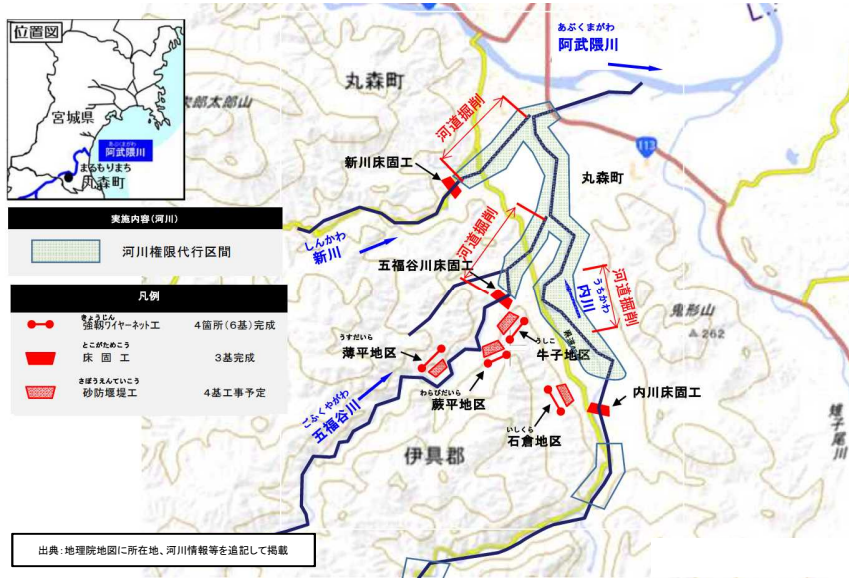 位置図
宮城県
あぶくまがわ
阿武隈川
まるもりまち
丸森町
実施内容(河川)
河川権限代行区間
凡例
きょうじん
強靱ワイヤーネット工 4箇所(6基)完成
とこがためこう
床固工 3基完成
さぼうえんていこう
砂防堰堤工 4基工事予定
あぶくまがわ
阿武隈川
丸森町
次郎太郎山
河道掘削
新川床固工
丸森町
113
しんかわ
新川
河道掘削
五福谷川床固工
うちかわ
内川
河道掘削
鬼形山
262
うしこ
牛子地区
うすだいら
薄平地区
わらびだいら
蕨平地区
ごふくやがわ
五福谷川
いしくら
石倉地区
内川床固工
伊具郡
雉子尾川
出典:地理院地図に所在地、河川情報等を追記して掲載